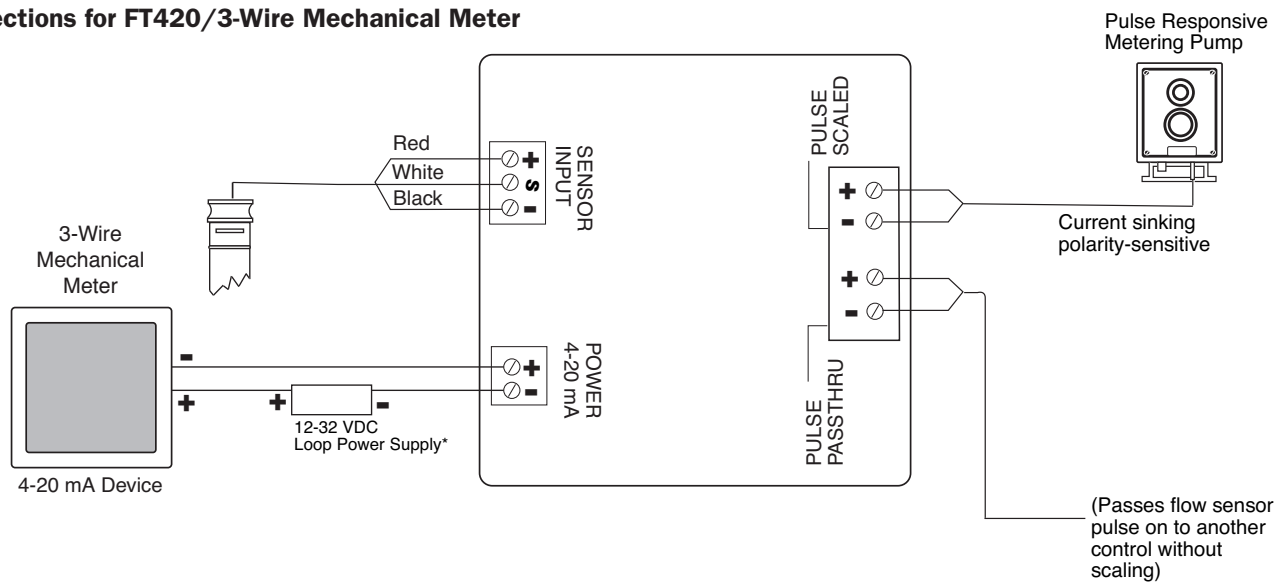 ections for FT420/3-Wire Mechanical Meter
Pulse Responsive
Metering Pump
PULSE
SCALED
Red
White
Black
+
S
-
SENSOR
INPUT
+
-
+
-
Current sinking
polarity-sensitive
3-Wire
Mechanical
Meter
-
+
+
-
12-32 VDC
Loop Power Supply*
+
-
POWER
4-20 mA
PULSE
PASSTHRU
4-20 mA Device
(Passes flow sensor
pulse on to another
control without
scaling)